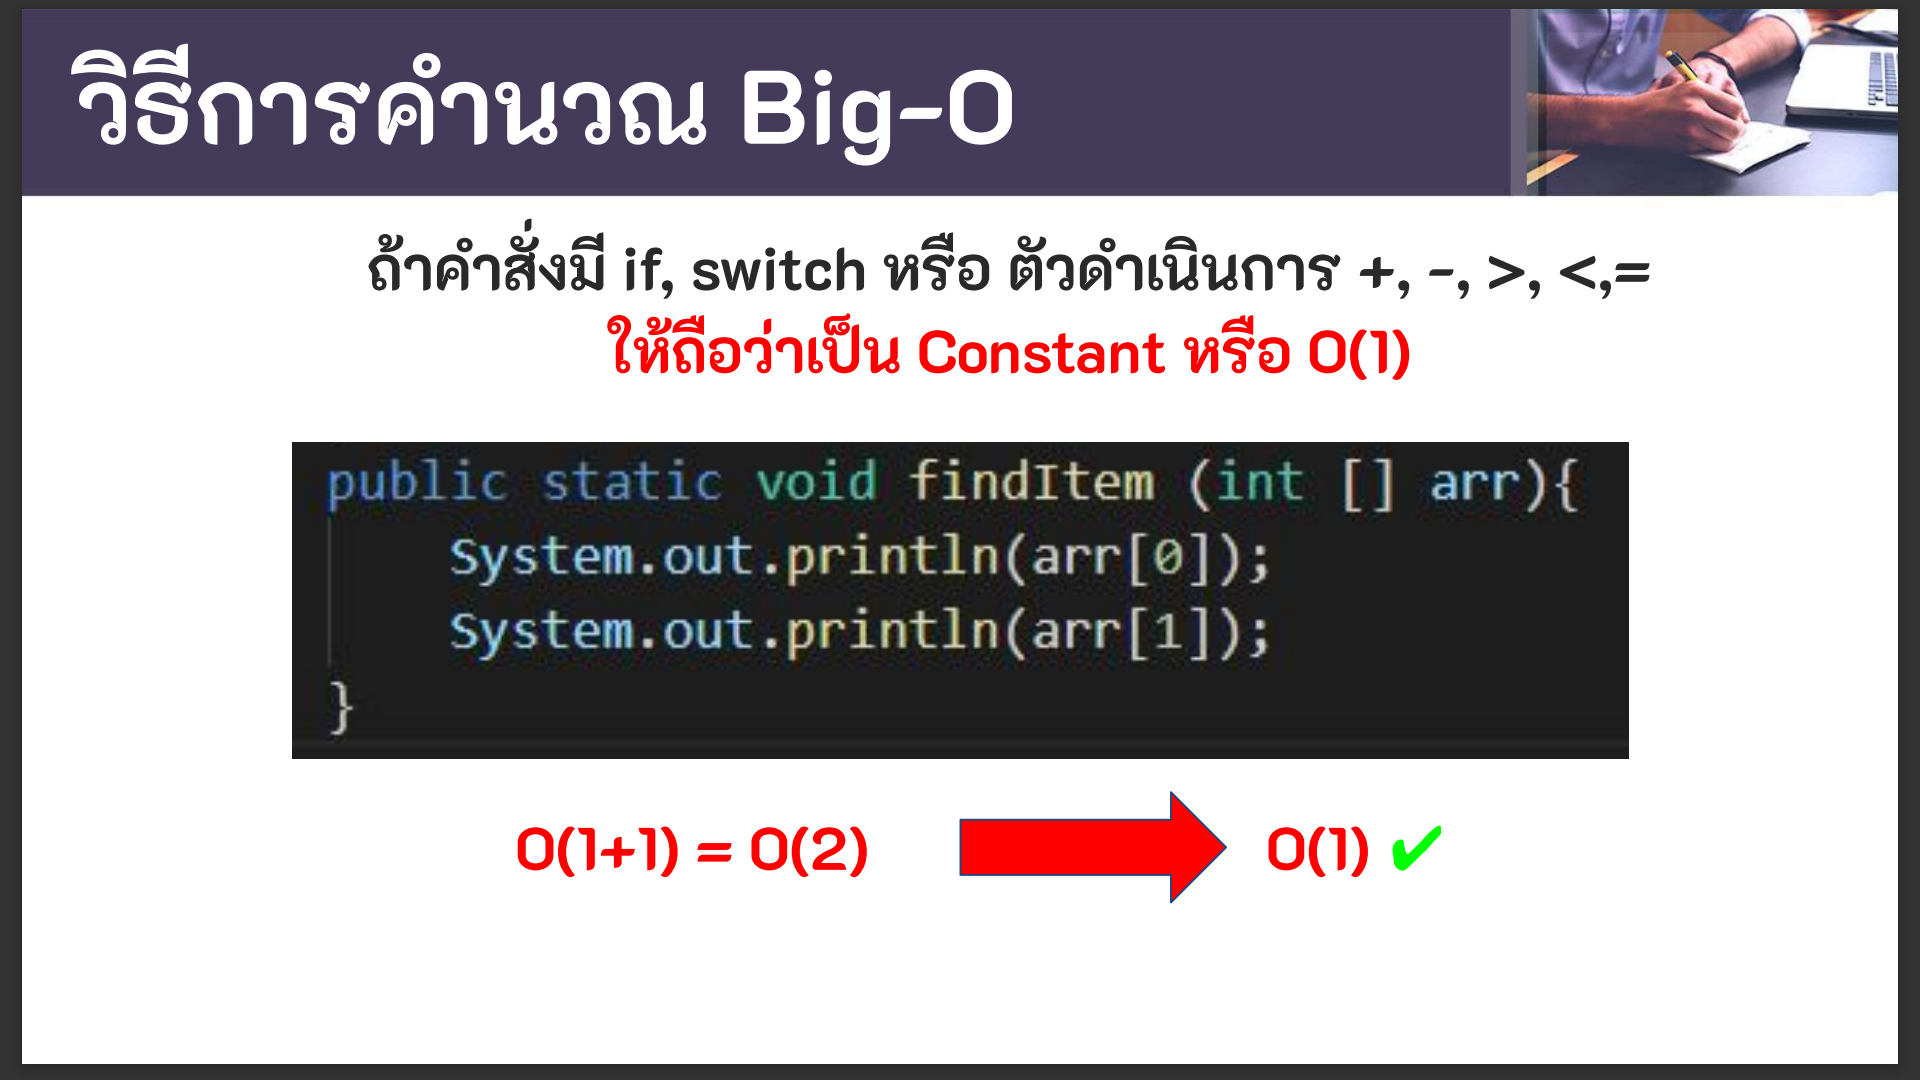 วิธีการคำนวณ Big-O
ถ้าคำสั่งมี if, switch หรือ ตัวดำเนินการ +, -, >, <,=
ให้ถือว่าเป็น Constant หรือ O(1)
public static void findItem (int [] arr){
System.out.println(arr[0]);
System.out.println(arr[1]);
}
O(1+1) = O(2) O(1) ✔